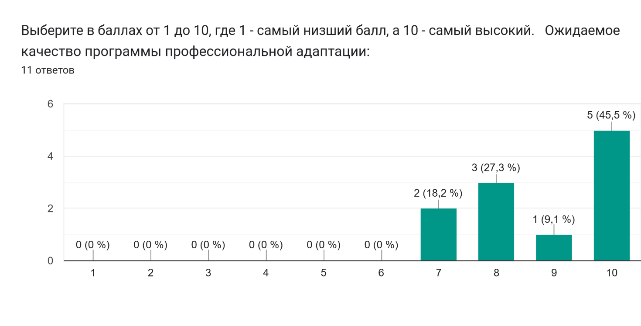 Выберите в баллах от 1 до 10, где 1 - самый низший балл, а 10 - самый высокий.   Ожидаемое
качество программы профессиональной адаптации:
11 ответов
6
4
2
0
0 (0 %)
0 (0 %)
0 (0 %)
0 (0 %)
0 (0 %)
0 (0 %)
2 (18,2 %)
3 (27,3 %)
1 (9,1 %)
5 (45,5 %)
1 2 3 4 5 6 7 8 9 10